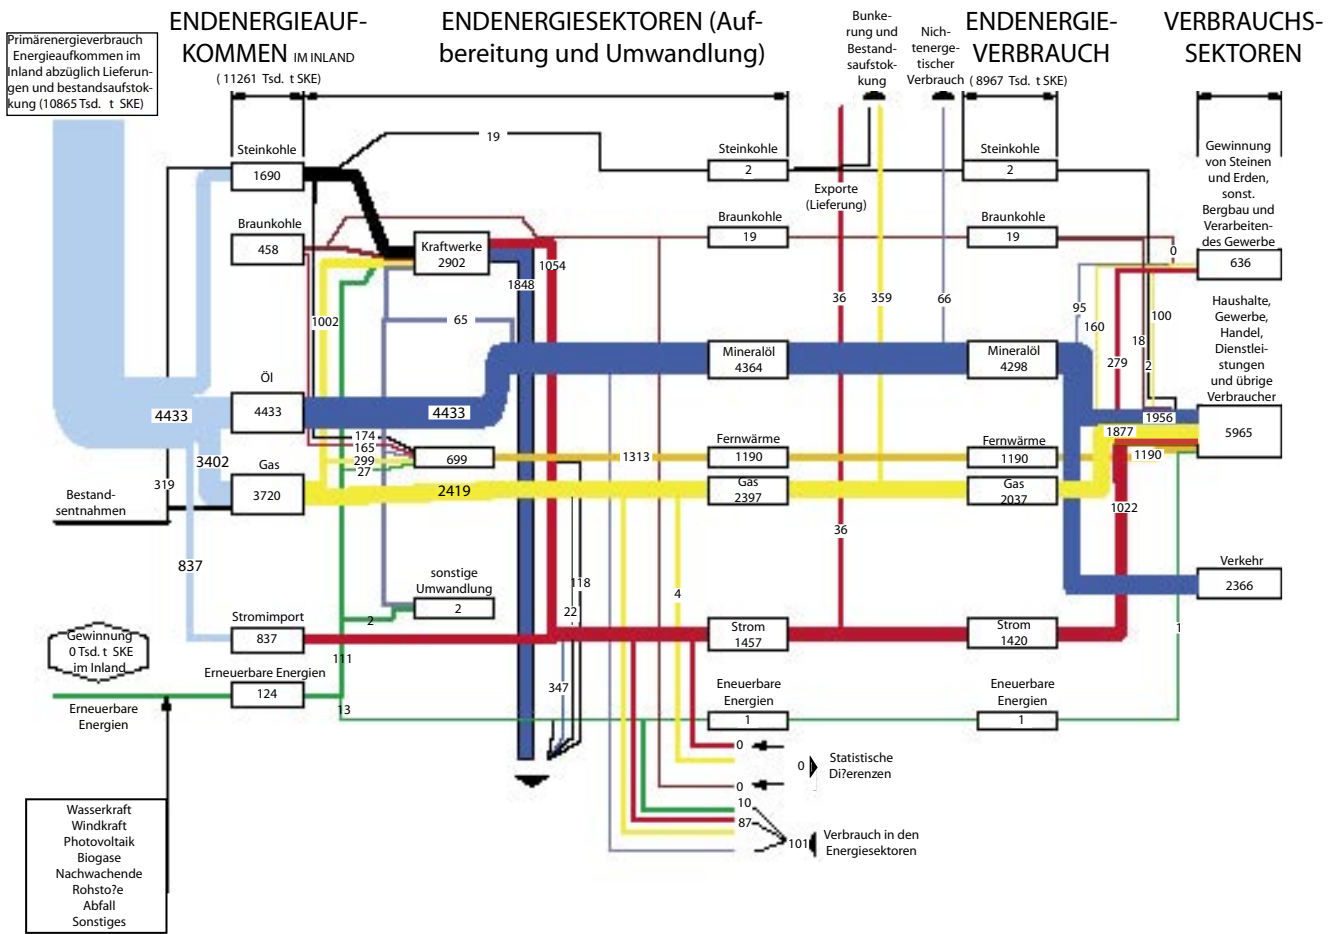 ENDENERGIEAUF-
KOMMEN IM INLAND
( 11261 Tsd. t SKE)
ENDENERGIESEKTOREN (Auf-
bereitung und Umwandlung)
Bunke-
rung und
Bestand-
saufstok-
kung
Nich-
tenerge-
tischer
Verbrauch
ENDENERGIE-
VERBRAUCH
( 8967 Tsd. t SKE)
VERBRAUCHS-
SEKTOREN
Primärenergieverbrauch
Energieaufkommen im
Inland abzüglich Lieferun-
gen und bestandsaufstok-
kung (10865 Tsd. t SKE)
Steinkohle
1690
19
Steinkohle
2
Steinkohle
2
Exporte
(Lieferung)
Gewinnung
von Steinen
und Erden,
sonst.
Bergbau und
Verarbeiten-
des Gewerbe
636
Braunkohle
458
Kraftwerke
2902
Braunkohle
19
Braunkohle
19
0
1054
1848
1002
65
36
359
66
95
160
100
279
18
2
Haushalte,
Gewerbe,
Handel,
Dienstlei-
stungen
und übrige
Verbraucher
5965
Mineralöl
4364
Mineralöl
4298
Öl
4433
4433
4433
1956
1877
1190
174
165
299
27
699
1313
Fernwärme
1190
Fernwärme
1190
3402
Gas
3720
2419
Gas
2397
Gas
2037
319
Bestand-
sentnahmen
1022
36
837
sonstige
Umwandlung
2
2
118
22
4
Verkehr
2366
Gewinnung
0 Tsd. t SKE
im Inland
Stromimport
837
Strom
1457
Strom
1420
1
111
347
Erneuerbare Energien
124
13
Erneuerbare
Energien
Eneuerbare
Energien
1
Eneuerbare
Energien
1
0
0
0
Statistische
Di?erenzen
10
87
101
Verbrauch in den
Energiesektoren
Wasserkraft
Windkraft
Photovoltaik
Biogase
Nachwachende
Rohsto?e
Abfall
Sonstiges